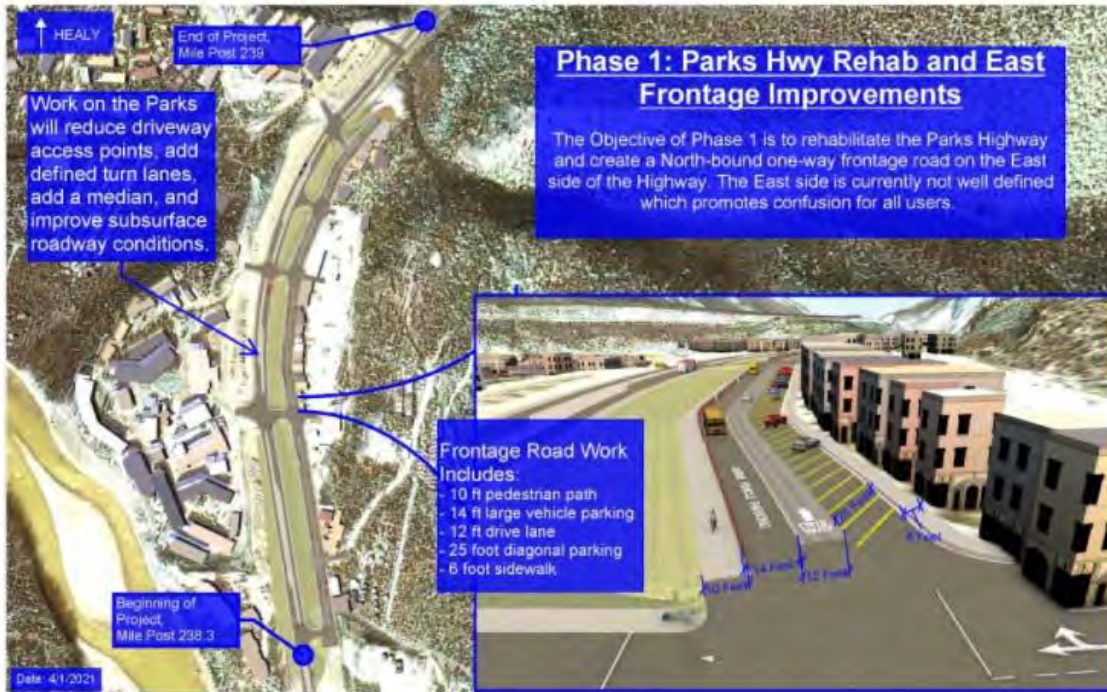 HEALY
End of Project,
Mile Post 239
Phase 1: Parks Hwy Rehab and East
Frontage Improvements
The Objective of Phase 1 is to rehabilitate the Parks Highway
and create a North-bound one-way frontage road on the East
side of the Highway. The East side is currently not well defined
which promotes confusion for all users.
Work on the Parks
will reduce driveway
access points, add
defined turn lanes,
add a median, and
improve subsurface
roadway conditions.
Frontage Road Work
Includes:
- 10 ft pedestrian path
- 14 ft large vehicle parking
- 12 ft drive lane
- 25 foot diagonal parking
- 6 foot sidewalk
10 Foot
14 Foot
12 Foot
6 Foot
Beginning of
Project,
Mile Post 238.3
Date: 4/1/2021